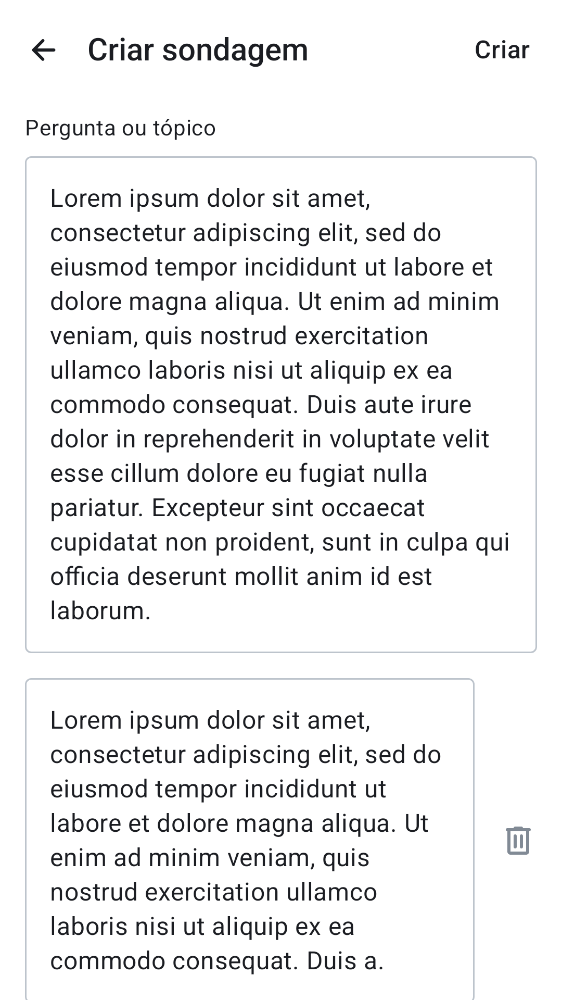 Criar sondagem
Criar
Pergunta ou tópico
Lorem ipsum dolor sit amet,
consectetur adipiscing elit, sed do
eiusmod tempor incididunt ut labore et
dolore magna aliqua. Ut enim ad minim
veniam, quis nostrud exercitation
ullamco laboris nisi ut aliquip ex ea
commodo consequat. Duis aute irure
dolor in reprehenderit in voluptate velit
esse cillum dolore eu fugiat nulla
pariatur. Excepteur sint occaecat
cupidatat non proident, sunt in culpa qui
officia deserunt mollit anim id est
laborum.
Lorem ipsum dolor sit amet,
consectetur adipiscing elit, sed do
eiusmod tempor incididunt ut
labore et dolore magna aliqua. Ut
enim ad minim veniam, quis
nostrud exercitation ullamco
laboris nisi ut aliquip ex ea
commodo consequat. Duis a.